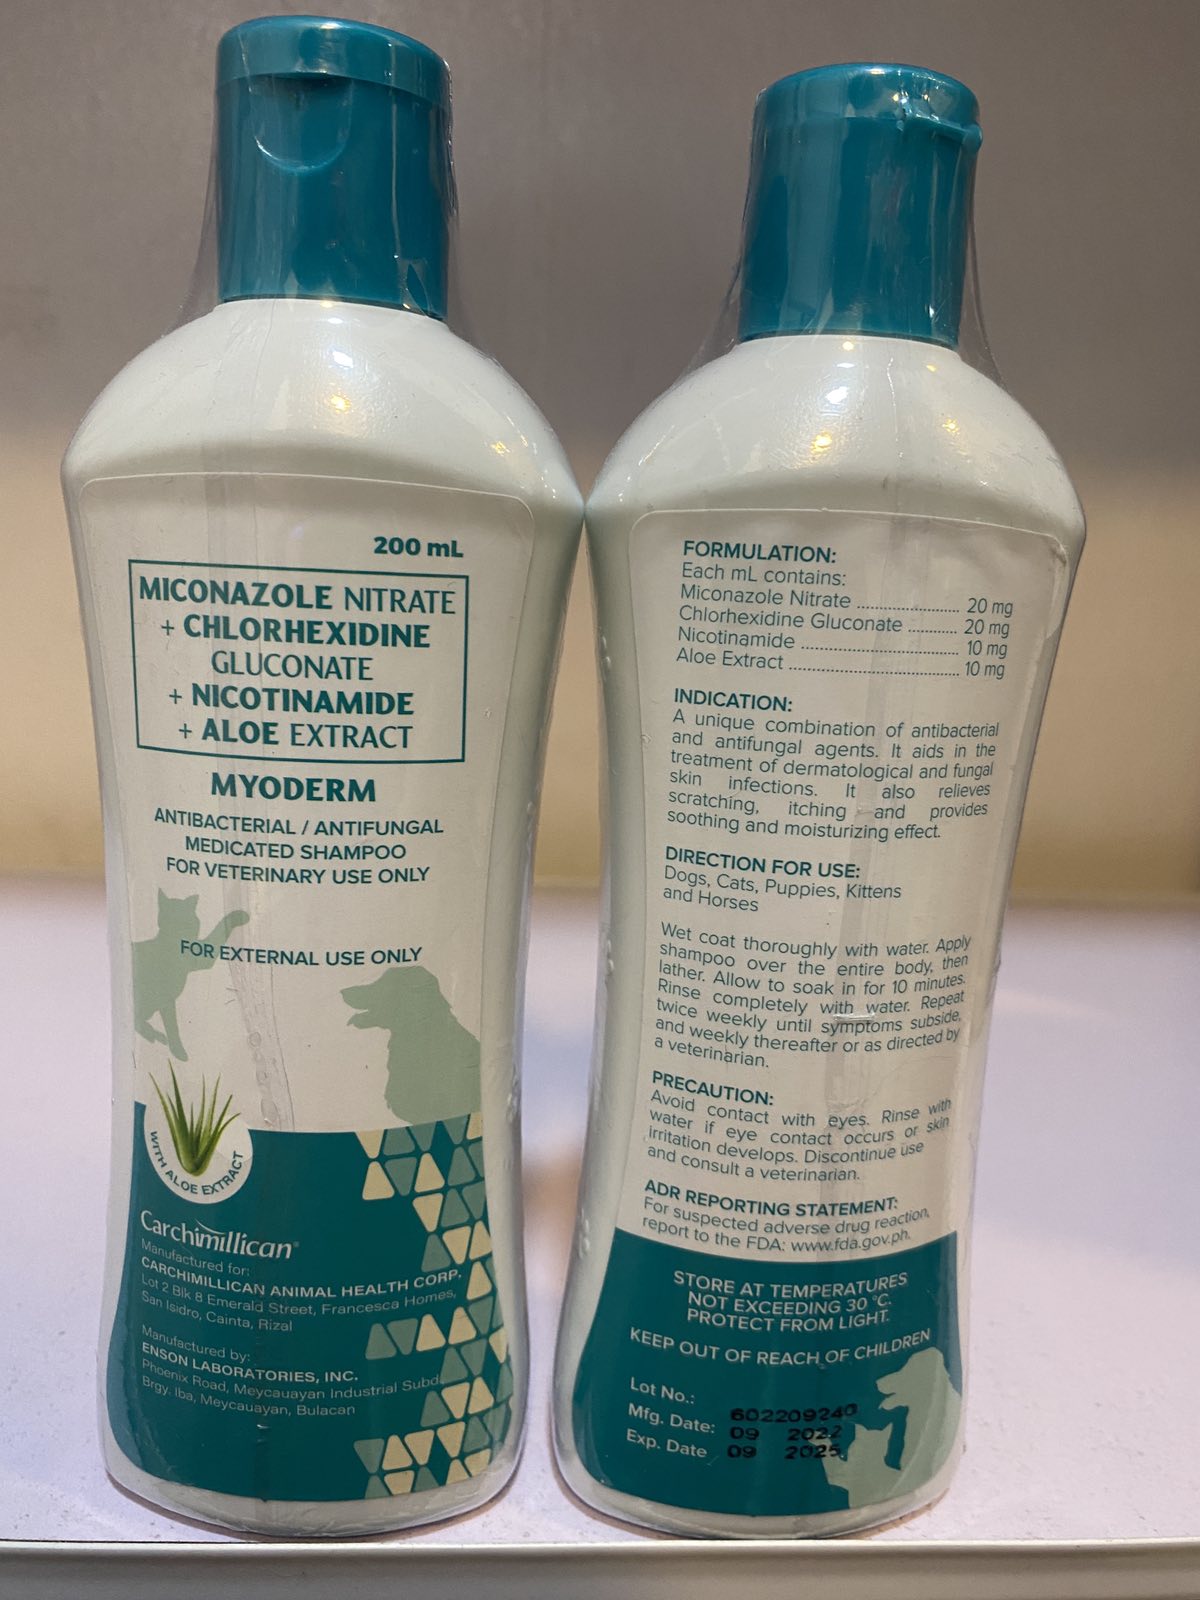 200 mL
MICONAZOLE NITRATE
+ CHLORHEXIDINE
GLUCONATE
+ NICOTINAMIDE
+ ALOE EXTRACT
MYODERM
ANTIBACTERIAL / ANTIFUNGAL
MEDICATED SHAMPOO
FOR VETERINARY USE ONLY
FOR EXTERNAL USE ONLY
WITH ALOE EXTRACT
Carchimillican®
Manufactured for:
CARCHIMILLICAN ANIMAL HEALTH CORP.
Lot 2 Blk 8 Emerald Street, Francesca Homes,
San Isidro, Cainta, Rizal
Manufactured by:
ENSON LABORATORIES, INC.
Phoenix Road, Meycauayan Industrial Subd.
Brgy. Iba, Meycauayan, Bulacan
FORMULATION:
Each mL contains:
Miconazole Nitrate ........................ 20 mg
Chlorhexidine Gluconate ............ 20 mg
Nicotinamide ..................................... 10 mg
Aloe Extract ........................................ 10 mg
INDICATION:
A unique combination of antibacterial
and antifungal agents. It aids in the
treatment of dermatological and fungal
skin infections. It also relieves
scratching, itching and provides
soothing and moisturizing effect.
DIRECTION FOR USE:
Dogs, Cats, Puppies, Kittens
and Horses
Wet coat thoroughly with water. Apply
shampoo over the entire body, then
lather. Allow to soak in for 10 minutes.
Rinse completely with water. Repeat
twice weekly until symptoms subside,
and weekly thereafter or as directed by
a veterinarian.
PRECAUTION:
Avoid contact with eyes. Rinse with
water if eye contact occurs or skin
irritation develops. Discontinue use
and consult a veterinarian.
ADR REPORTING STATEMENT:
For suspected adverse drug reaction,
report to the FDA: www.fda.gov.ph.
STORE AT TEMPERATURES
NOT EXCEEDING 30 °C.
PROTECT FROM LIGHT.
KEEP OUT OF REACH OF CHILDREN
Lot No.: 602209240
Mfg. Date: 09 2022
Exp. Date 09 2025